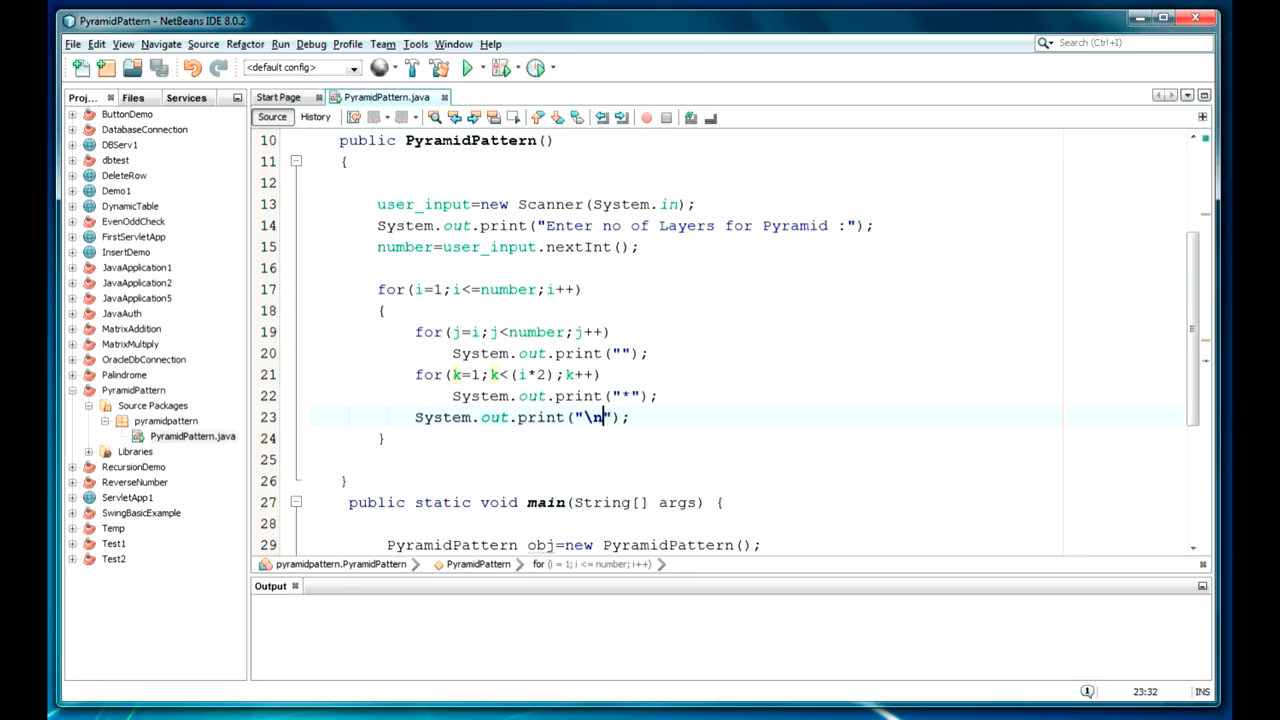 PyramidPattern - NetBeans IDE 8.0.2
File Edit View Navigate Source Refactor Run Debug Profile Team Tools Window Help
Search (Ctrl+I)
<default config>
Proj... Files Services
ButtonDemo
DatabaseConnection
DBServ1
dbtest
DeleteRow
Demo1
DynamicTable
EvenOddCheck
FirstServletApp
InsertDemo
JavaApplication1
JavaApplication2
JavaApplication5
JavaAuth
MatrixAddition
MatrixMultiply
OracleDbConnection
Palindrome
PyramidPattern
Source Packages
pyramidpattern
PyramidPattern.java
Libraries
RecursionDemo
ReverseNumber
ServletApp1
SwingBasicExample
Temp
Test1
Test2
Start Page PyramidPattern.java
Source History
10 public PyramidPattern()
11 {
12
13 user_input=new Scanner(System.in);
14 System.out.print("Enter no of Layers for Pyramid :");
15 number=user_input.nextInt();
16
17 for(i=1;i<=number;i++)
18 {
19 for(j=i;j<number;j++)
20 System.out.print("");
21 for(k=1;k<(i*2);k++)
22 System.out.print("*");
23 System.out.print("\n");
24 }
25
26 }
27 public static void main(String[] args) {
28
29 PyramidPattern obj=new PyramidPattern();
pyramidpattern.PyramidPattern PyramidPattern for (i = 1; i <= number; i++)
Output
23:32 INS